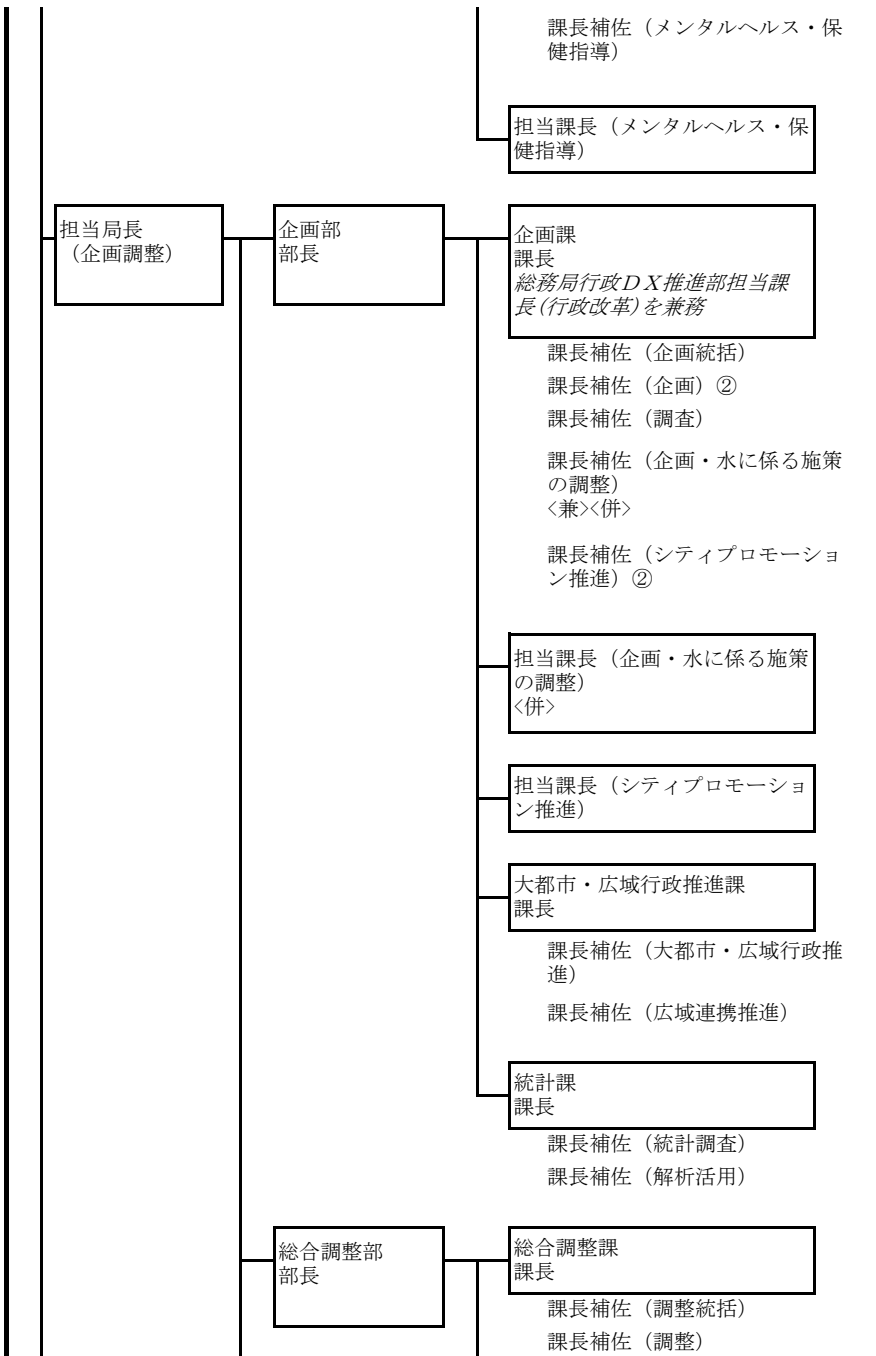 課長補佐（メンタルヘルス・保
健指導）
担当課長（メンタルヘルス・保
健指導）
担当局長
（企画調整）
企画部
部長
企画課
課長
総務局行政ＤＸ推進部担当課
長(行政改革)を兼務
課長補佐（企画統括）
課長補佐（企画）②
課長補佐（調査）
課長補佐（企画・水に係る施策
の調整）
<兼><併>
課長補佐（シティプロモーショ
ン推進）②
担当課長（企画・水に係る施策
の調整）
<併>
担当課長（シティプロモーショ
ン推進）
大都市・広域行政推進課
課長
課長補佐（大都市・広域行政推
進）
課長補佐（広域連携推進）
統計課
課長
課長補佐（統計調査）
課長補佐（解析活用）
総合調整部
部長
総合調整課
課長
課長補佐（調整統括）
課長補佐（調整）